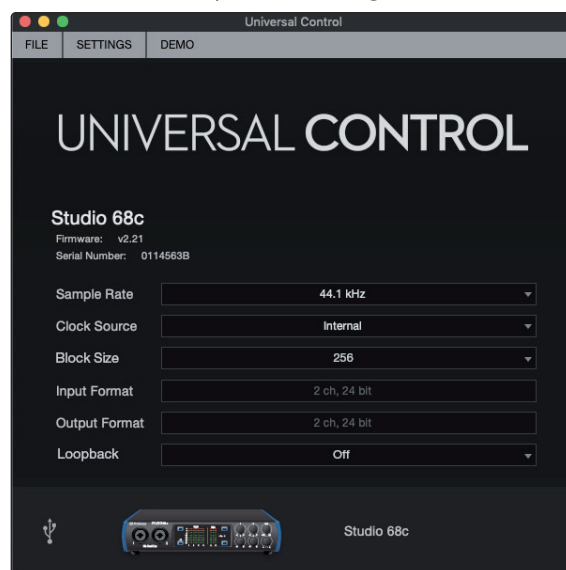 Universal Control
FILE SETTINGS DEMO
UNIVERSAL CONTROL
Studio 68c
Firmware: v2.21
Serial Number: 0114563B
Sample Rate 44.1 kHz
Clock Source Internal
Block Size 256
Input Format 2 ch, 24 bit
Output Format 2 ch, 24 bit
Loopback Off
Studio 68c